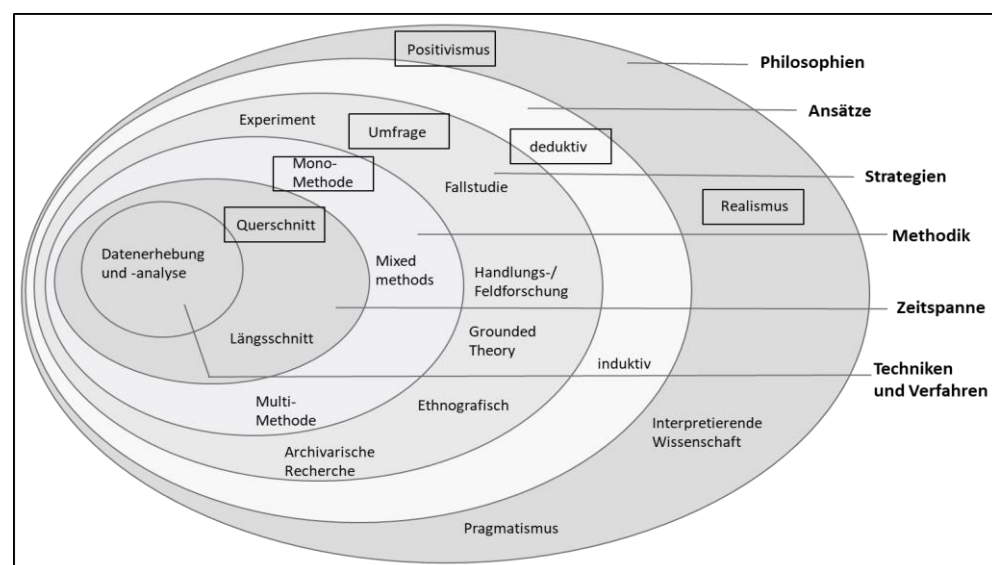 Positivismus
Philosophien
Ansätze
Experiment
Umfrage
deduktiv
Mono-
Methode
Fallstudie
Strategien
Realismus
Querschnitt
Methodik
Datenerhebung
und -analyse
Mixed
methods
Handlungs-/
Feldforschung
Zeitspanne
Längsschnitt
Grounded
Theory
induktiv
Techniken
und Verfahren
Multi-
Methode
Ethnografisch
Interpretierende
Wissenschaft
Archivarische
Recherche
Pragmatismus